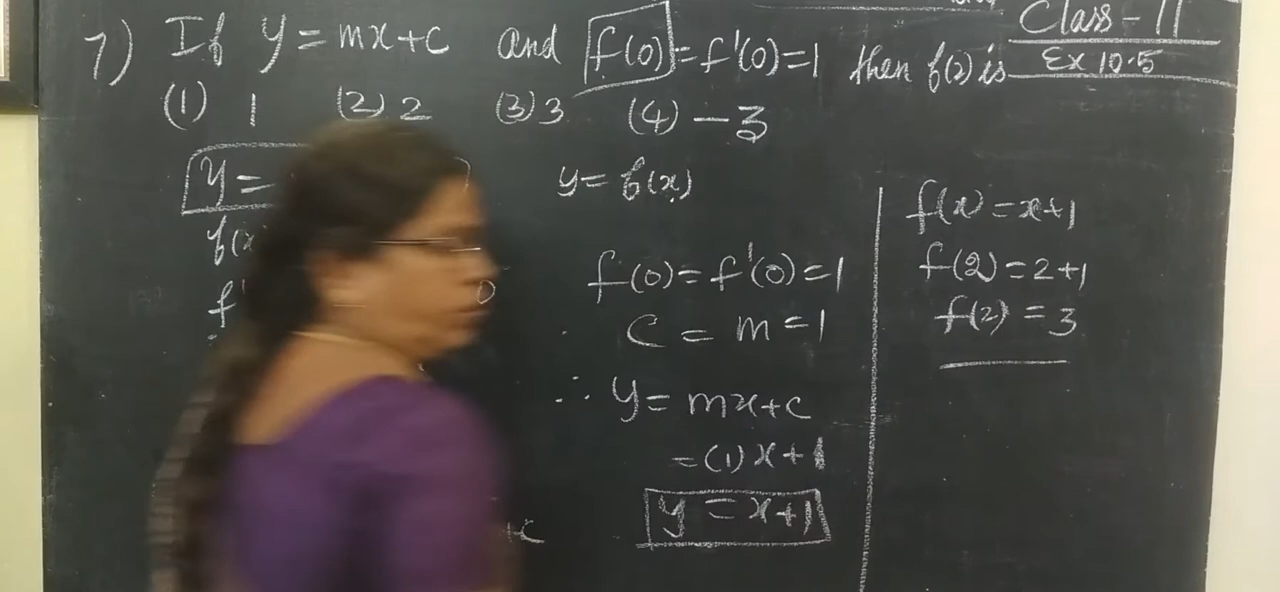 Class - 11
Ex 10.5
7) If y = mx+c and f(0) = f'(0) = 1 then f(2) is
(1) 1 (2) 2 (3) 3 (4) -3
y =
y = f(x)
f(x
f'
f(0) = f'(0) = 1
C = m = 1
∴ y = mx+c
= (1) x + 1
y = x+1
+c
f(x) = x+1
f(2) = 2+1
f(2) = 3